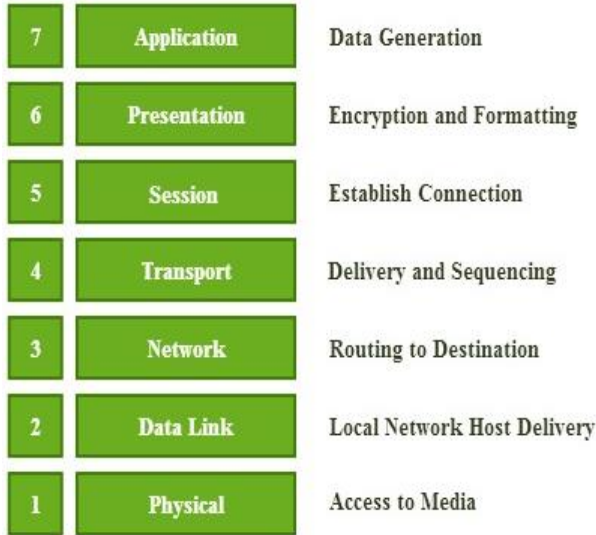 7 Application Data Generation
6 Presentation Encryption and Formatting
5 Session Establish Connection
4 Transport Delivery and Sequencing
3 Network Routing to Destination
2 Data Link Local Network Host Delivery
1 Physical Access to Media